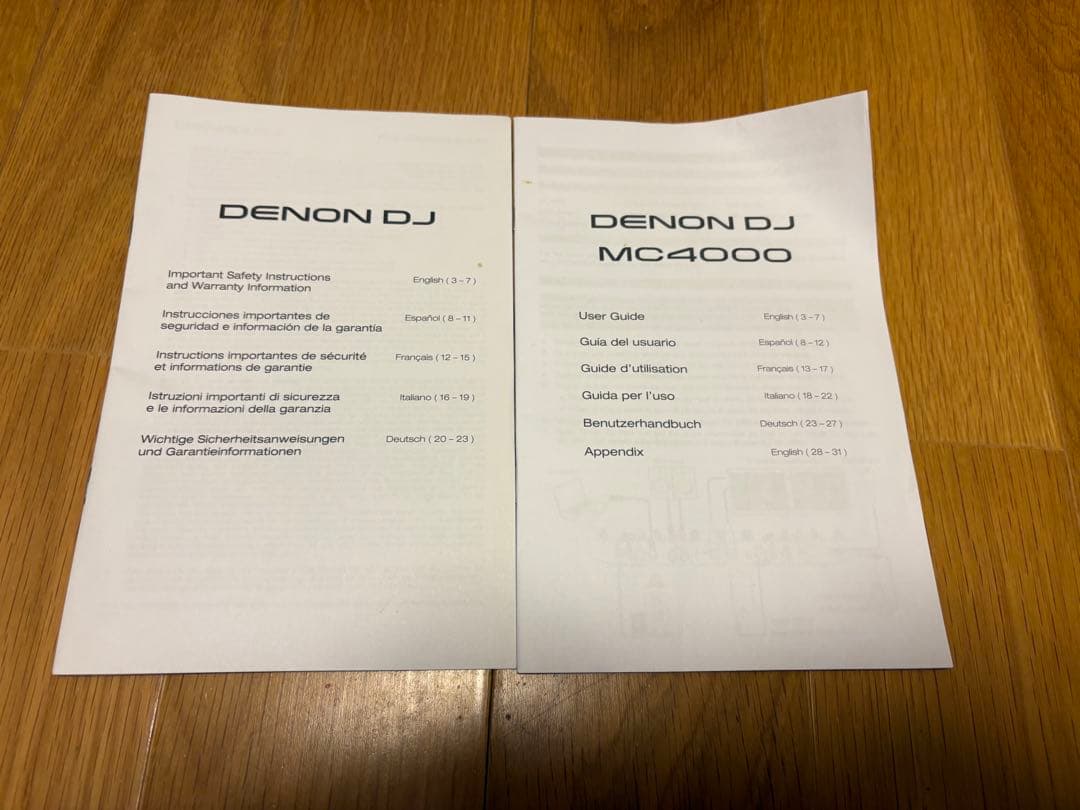 DENON DJ
Important Safety Instructions
and Warranty Information
English ( 3 – 7 )
Instrucciones importantes de
seguridad e información de la garantía
Español ( 8 – 11 )
Instructions importantes de sécurité
et informations de garantie
Français ( 12 – 15 )
Istruzioni importanti di sicurezza
e le informazioni della garanzia
Italiano ( 16 – 19 )
Wichtige Sicherheitsanweisungen
und Garantieinformationen
Deutsch ( 20 – 23 )
DENON DJ
MC4000
User Guide English ( 3 – 7 )
Guía del usuario Español ( 8 – 12 )
Guide d'utilisation Français ( 13 – 17 )
Guida per l'uso Italiano ( 18 – 22 )
Benutzerhandbuch Deutsch ( 23 – 27 )
Appendix English ( 28 – 31 )